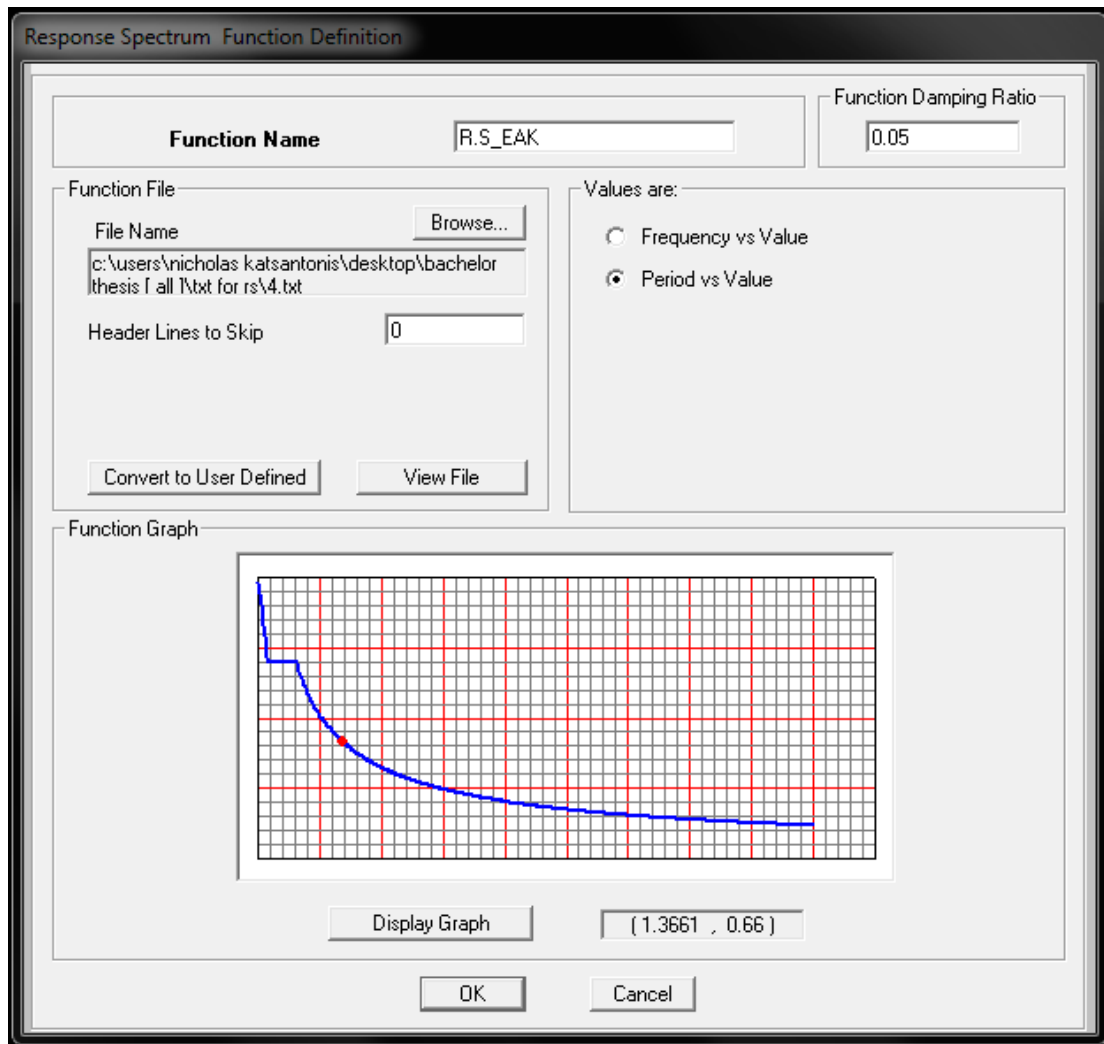 Response Spectrum Function Definition
Function Name
R.S_EAK
Function Damping Ratio
0.05
Function File
File Name
Browse...
c:\users\nicholas katsantonis\desktop\bachelor
thesis [ all ]\txt for rs\4.txt
Header Lines to Skip
0
Convert to User Defined
View File
Values are:
Frequency vs Value
Period vs Value
Function Graph
Display Graph
( 1.3661 , 0.66 )
OK
Cancel